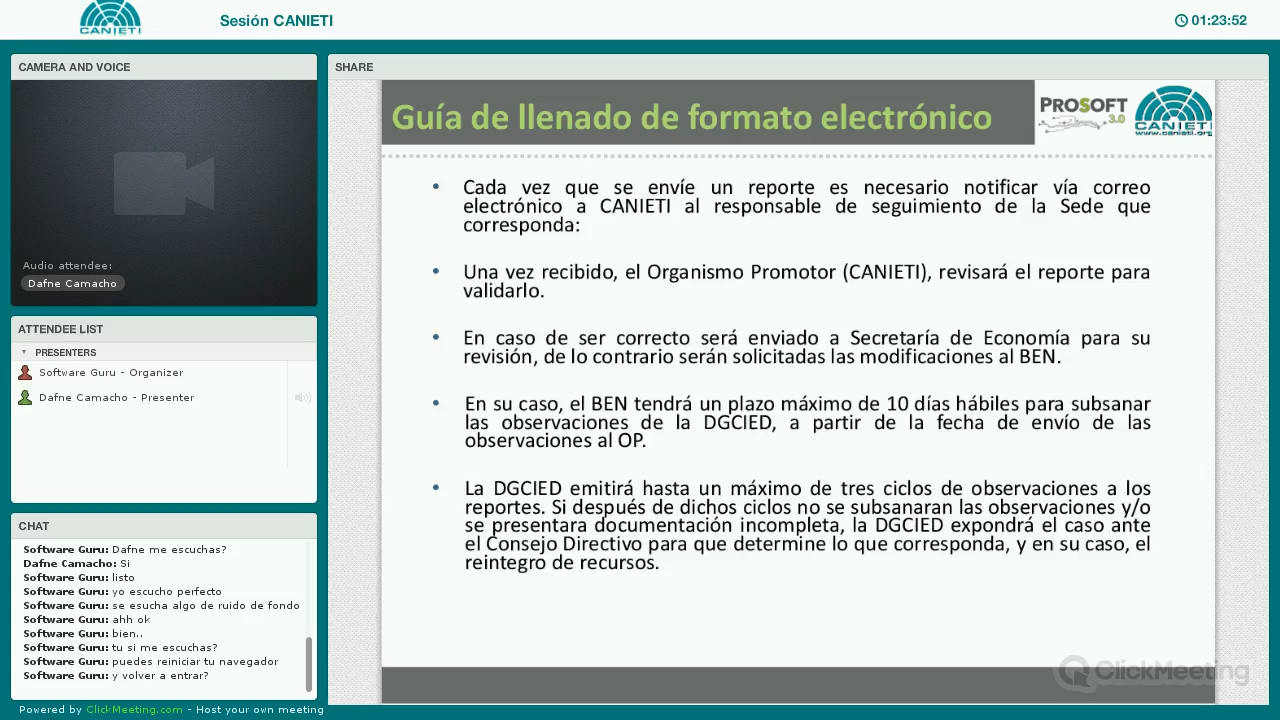 CANIETI
Sesión CANIETI
01:23:52
CAMERA AND VOICE
Audio attendee:
Dafne Camacho
ATTENDEE LIST
PRESENTERS
Software Guru - Organizer
Dafne Camacho - Presenter
CHAT
Software Guru: Dafne me escuchas?
Dafne Camacho: Si
Software Guru: listo
Software Guru: yo escucho perfecto
Software Guru: se escucha algo de ruido de fondo
Software Guru: ahh ok
Software Guru: bien..
Software Guru: tu si me escuchas?
Software Guru: puedes reiniciar tu navegador
Software Guru: y volver a entrar?
Powered by ClickMeeting.com - Host your own meeting
SHARE
Guía de llenado de formato electrónico
PROSOFT
3.0
CANIETI
www.canieti.org
• Cada vez que se envíe un reporte es necesario notificar vía correo
electrónico a CANIETI al responsable de seguimiento de la Sede que
corresponda:
• Una vez recibido, el Organismo Promotor (CANIETI), revisará el reporte para
validarlo.
• En caso de ser correcto será enviado a Secretaría de Economía para su
revisión, de lo contrario serán solicitadas las modificaciones al BEN.
• En su caso, el BEN tendrá un plazo máximo de 10 días hábiles para subsanar
las observaciones de la DGCIED, a partir de la fecha de envío de las
observaciones al OP.
• La DGCIED emitirá hasta un máximo de tres ciclos de observaciones a los
reportes. Si después de dichos ciclos no se subsanaran las observaciones y/o
se presentara documentación incompleta, la DGCIED expondrá el caso ante
el Consejo Directivo para que determine lo que corresponda, y en su caso, el
reintegro de recursos.
ClickMeeting